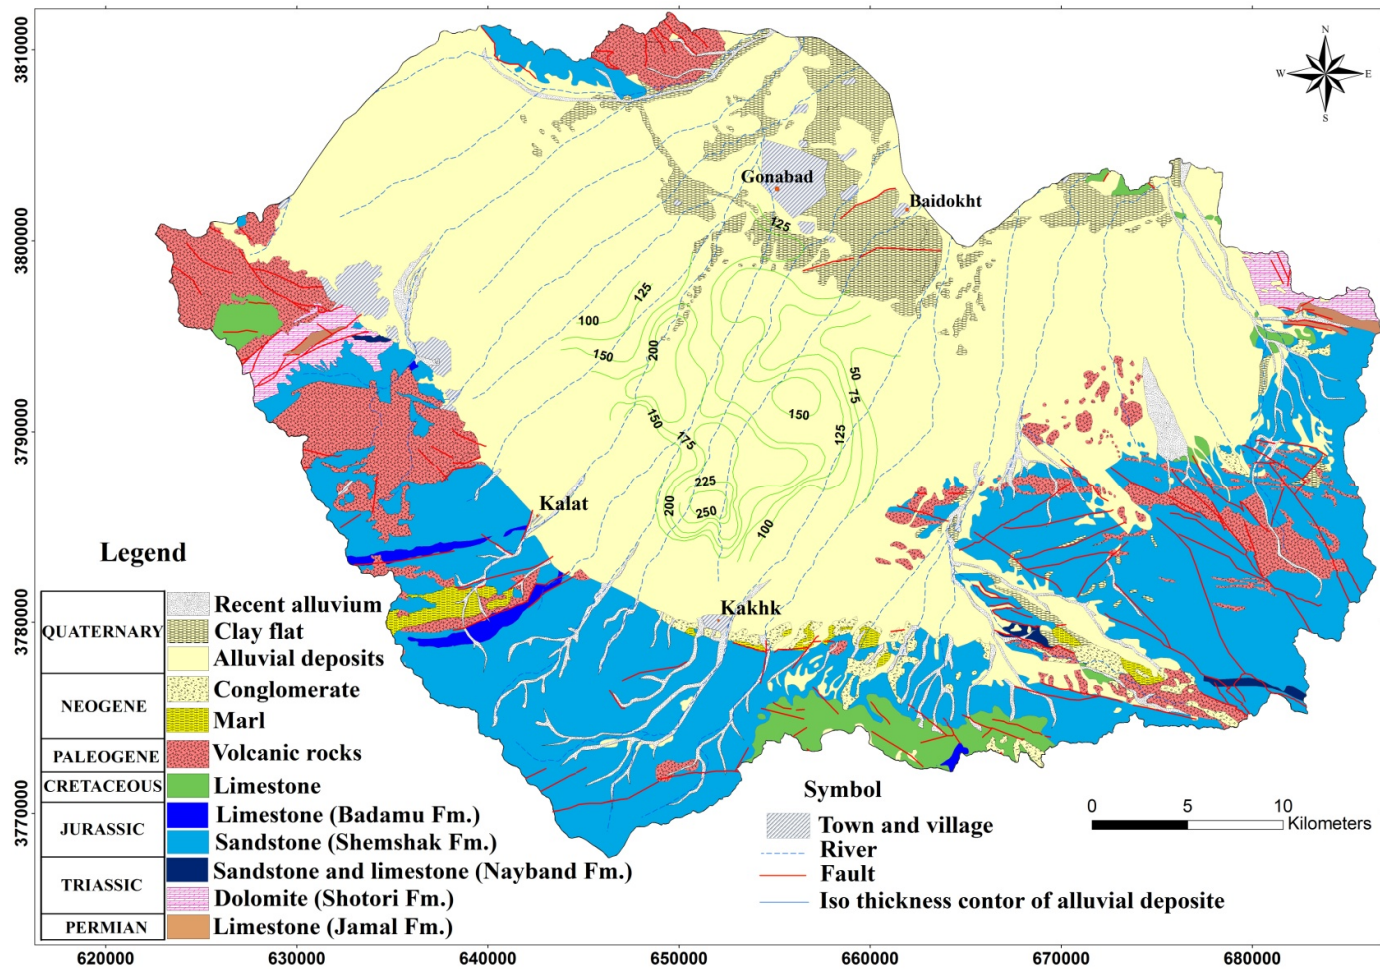 N
W E
S
3810000
3800000
3790000
3780000
3770000
Gonabad
Baidokht
125
125
100
150
200
50
75
150
150
125
175
225
200
250
100
Kalat
Kakhk
Legend
QUATERNARY
Recent alluvium
Clay flat
Alluvial deposits
NEOGENE
Conglomerate
Marl
PALEOGENE
Volcanic rocks
CRETACEOUS
Limestone
JURASSIC
Limestone (Badamu Fm.)
Sandstone (Shemshak Fm.)
TRIASSIC
Sandstone and limestone (Nayband Fm.)
Dolomite (Shotori Fm.)
PERMIAN
Limestone (Jamal Fm.)
Symbol
Town and village
River
Fault
Iso thickness contor of alluvial deposite
0 5 10
Kilometers
620000 630000 640000 650000 660000 670000 680000